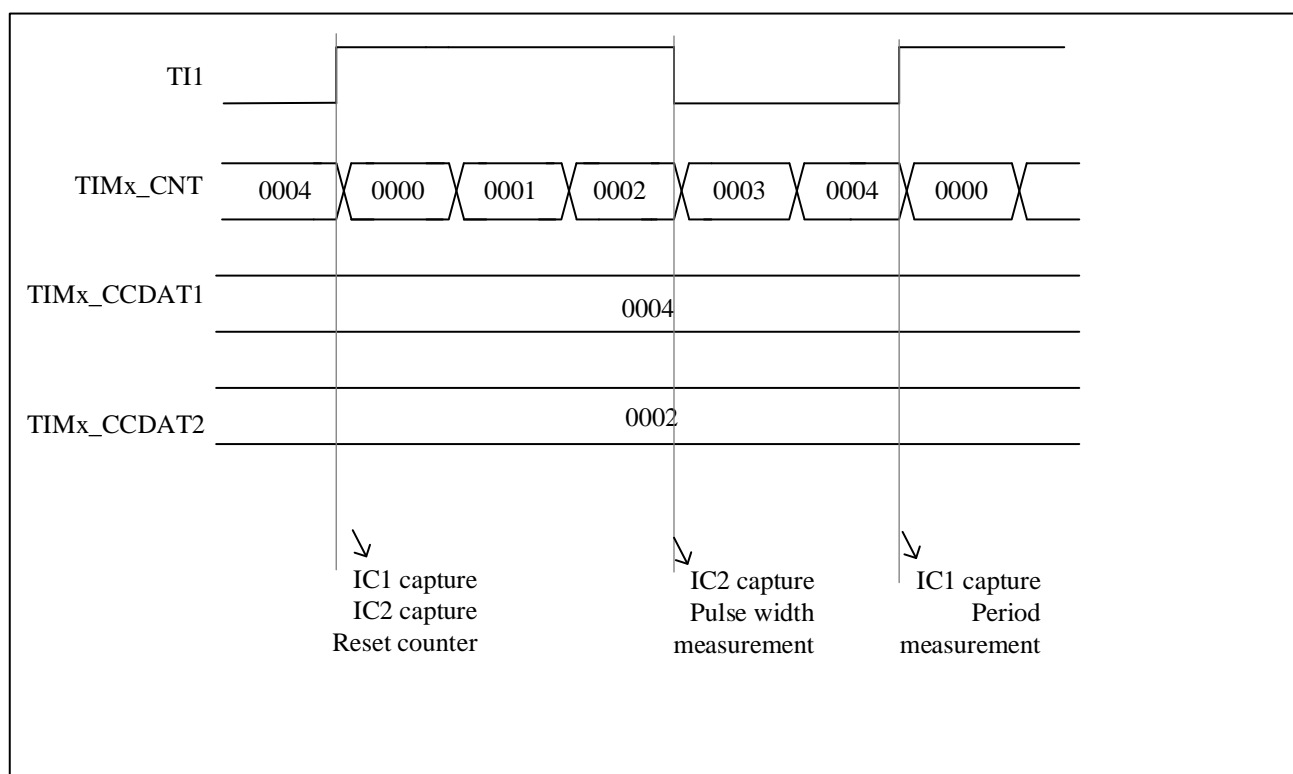 TI1
TIMx_CNT
0004
0000
0001
0002
0003
0004
0000
TIMx_CCDAT1
0004
TIMx_CCDAT2
0002
IC1 capture
IC2 capture
Reset counter
IC2 capture
Pulse width
measurement
IC1 capture
Period
measurement